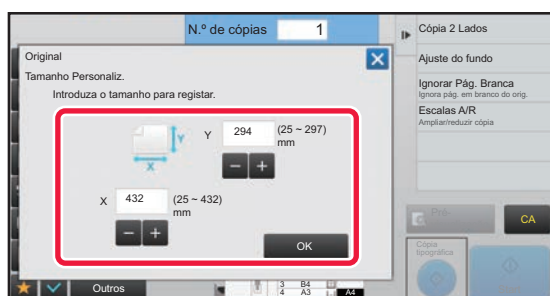 N.º de cópias 1
Original
Tamanho Personaliz.
Introduza o tamanho para registar.
Y 294 (25 ~ 297)
mm
Y
X
X 432 (25 ~ 432)
mm
OK
Outros
3 B4
4 A3 A4
Cópia 2 Lados
Ajuste do fundo
Ignorar Pág. Branca
Ignora pág. em branco do orig.
Escalas A/R
Ampliar/reduzir cópia
CA
Cópia
tipográfica